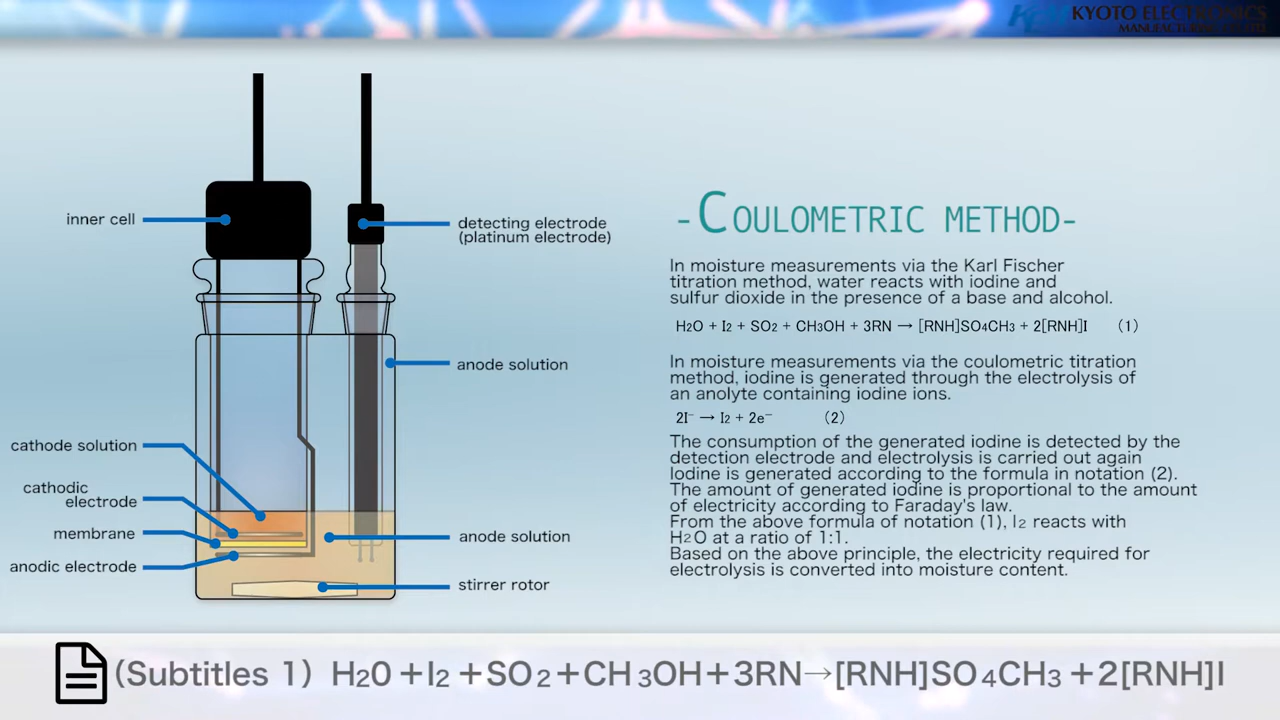 KYOTO ELECTRONICS
MANUFACTURING CO.,LTD.
inner cell
detecting electrode
(platinum electrode)
anode solution
cathode solution
cathodic
electrode
membrane
anodic electrode
anode solution
stirrer rotor
-COULOMETRIC METHOD-
In moisture measurements via the Karl Fischer
titration method, water reacts with iodine and
sulfur dioxide in the presence of a base and alcohol.
H₂O + I₂ + SO₂ + CH₃OH + 3RN → [RNH]SO₄CH₃ + 2[RNH]I (1)
In moisture measurements via the coulometric titration
method, iodine is generated through the electrolysis of
an anolyte containing iodine ions.
2I⁻ → I₂ + 2e⁻ (2)
The consumption of the generated iodine is detected by the
detection electrode and electrolysis is carried out again
Iodine is generated according to the formula in notation (2).
The amount of generated iodine is proportional to the amount
of electricity according to Faraday's law.
From the above formula of notation (1), I₂ reacts with
H₂O at a ratio of 1:1.
Based on the above principle, the electricity required for
electrolysis is converted into moisture content.
(Subtitles 1) H₂O+I₂+SO₂+CH₃OH+3RN→[RNH]SO₄CH₃+2[RNH]I